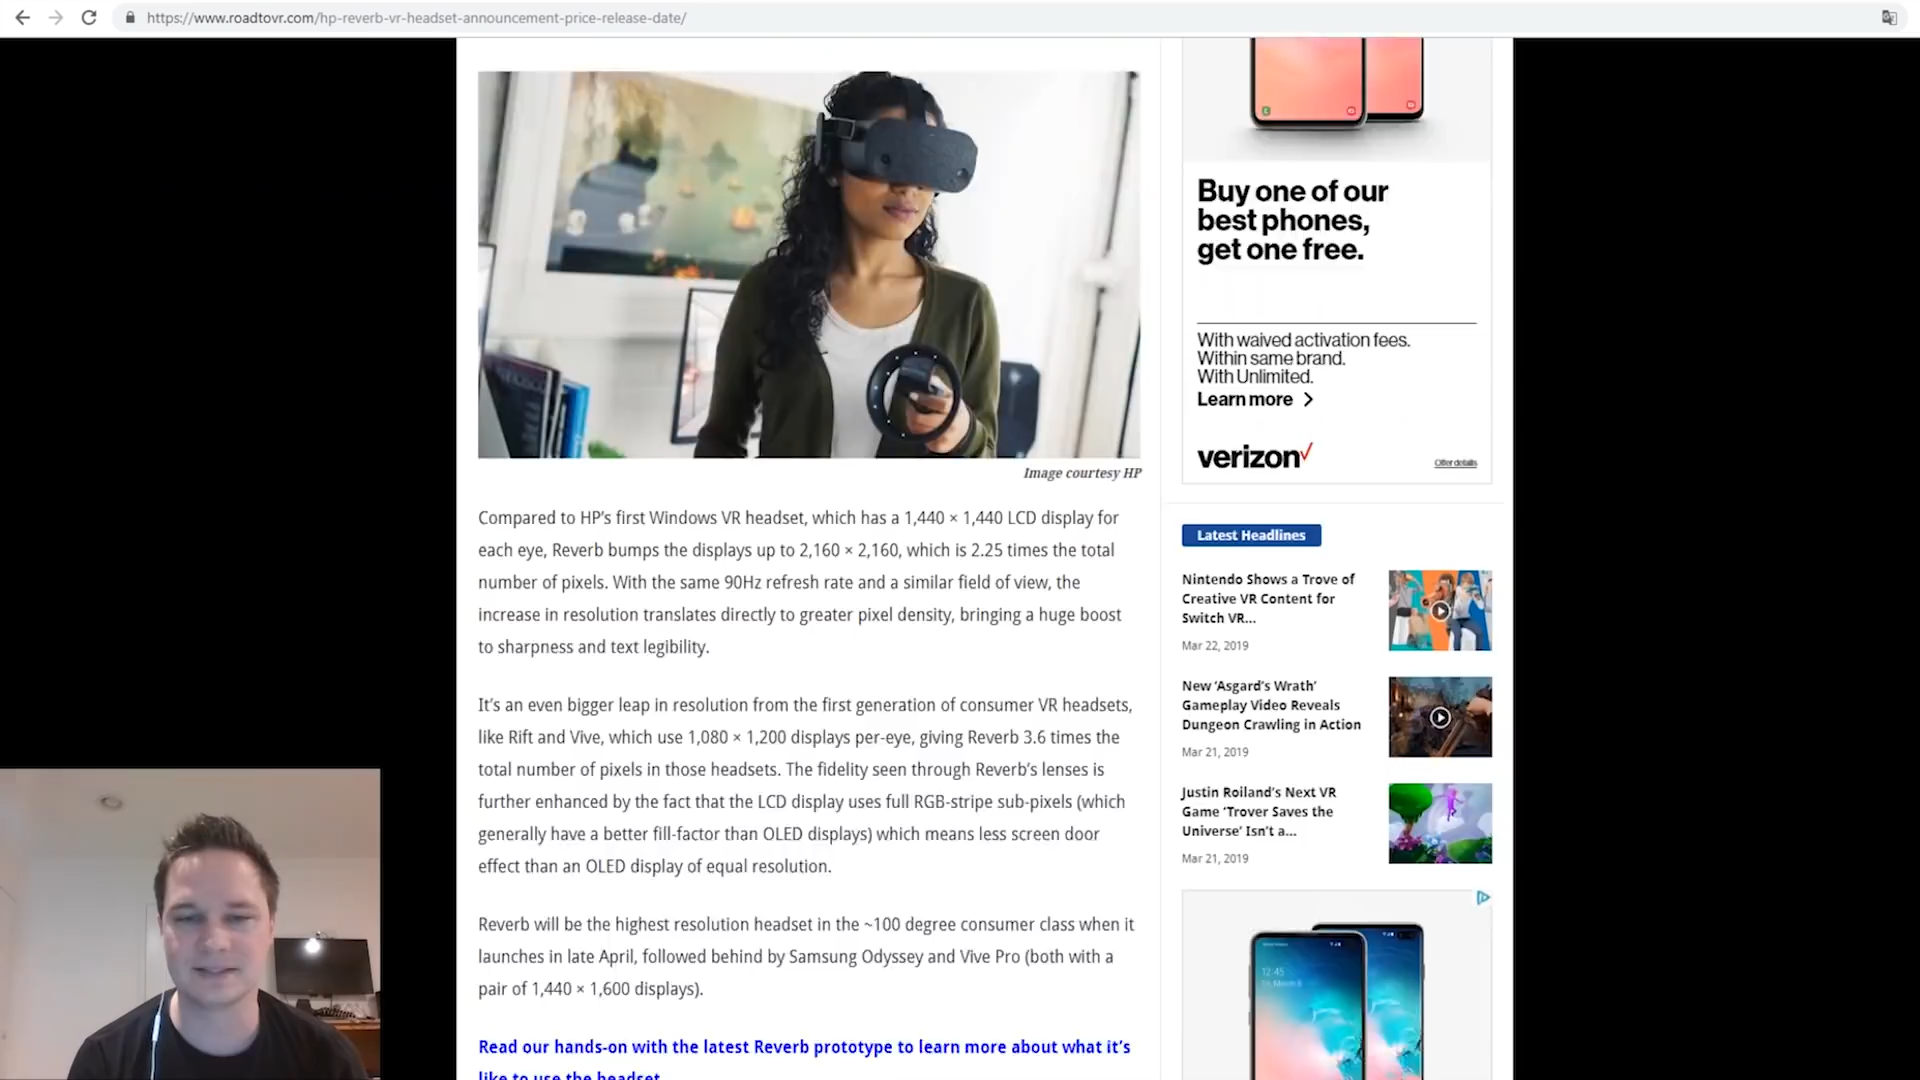 https://www.roadtovr.com/hp-reverb-vr-headset-announcement-price-release-date/
Image courtesy HP
Compared to HP's first Windows VR headset, which has a 1,440 × 1,440 LCD display for
each eye, Reverb bumps the displays up to 2,160 × 2,160, which is 2.25 times the total
number of pixels. With the same 90Hz refresh rate and a similar field of view, the
increase in resolution translates directly to greater pixel density, bringing a huge boost
to sharpness and text legibility.
It's an even bigger leap in resolution from the first generation of consumer VR headsets,
like Rift and Vive, which use 1,080 × 1,200 displays per-eye, giving Reverb 3.6 times the
total number of pixels in those headsets. The fidelity seen through Reverb's lenses is
further enhanced by the fact that the LCD display uses full RGB-stripe sub-pixels (which
generally have a better fill-factor than OLED displays) which means less screen door
effect than an OLED display of equal resolution.
Reverb will be the highest resolution headset in the ~100 degree consumer class when it
launches in late April, followed behind by Samsung Odyssey and Vive Pro (both with a
pair of 1,440 × 1,600 displays).
Read our hands-on with the latest Reverb prototype to learn more about what it's
like to use the headset
Buy one of our
best phones,
get one free.
With waived activation fees.
Within same brand.
With Unlimited.
Learn more
verizon
Offer details
Latest Headlines
Nintendo Shows a Trove of
Creative VR Content for
Switch VR...
Mar 22, 2019
New 'Asgard's Wrath'
Gameplay Video Reveals
Dungeon Crawling in Action
Mar 21, 2019
Justin Roiland's Next VR
Game 'Trover Saves the
Universe' Isn't a...
Mar 21, 2019
12:45